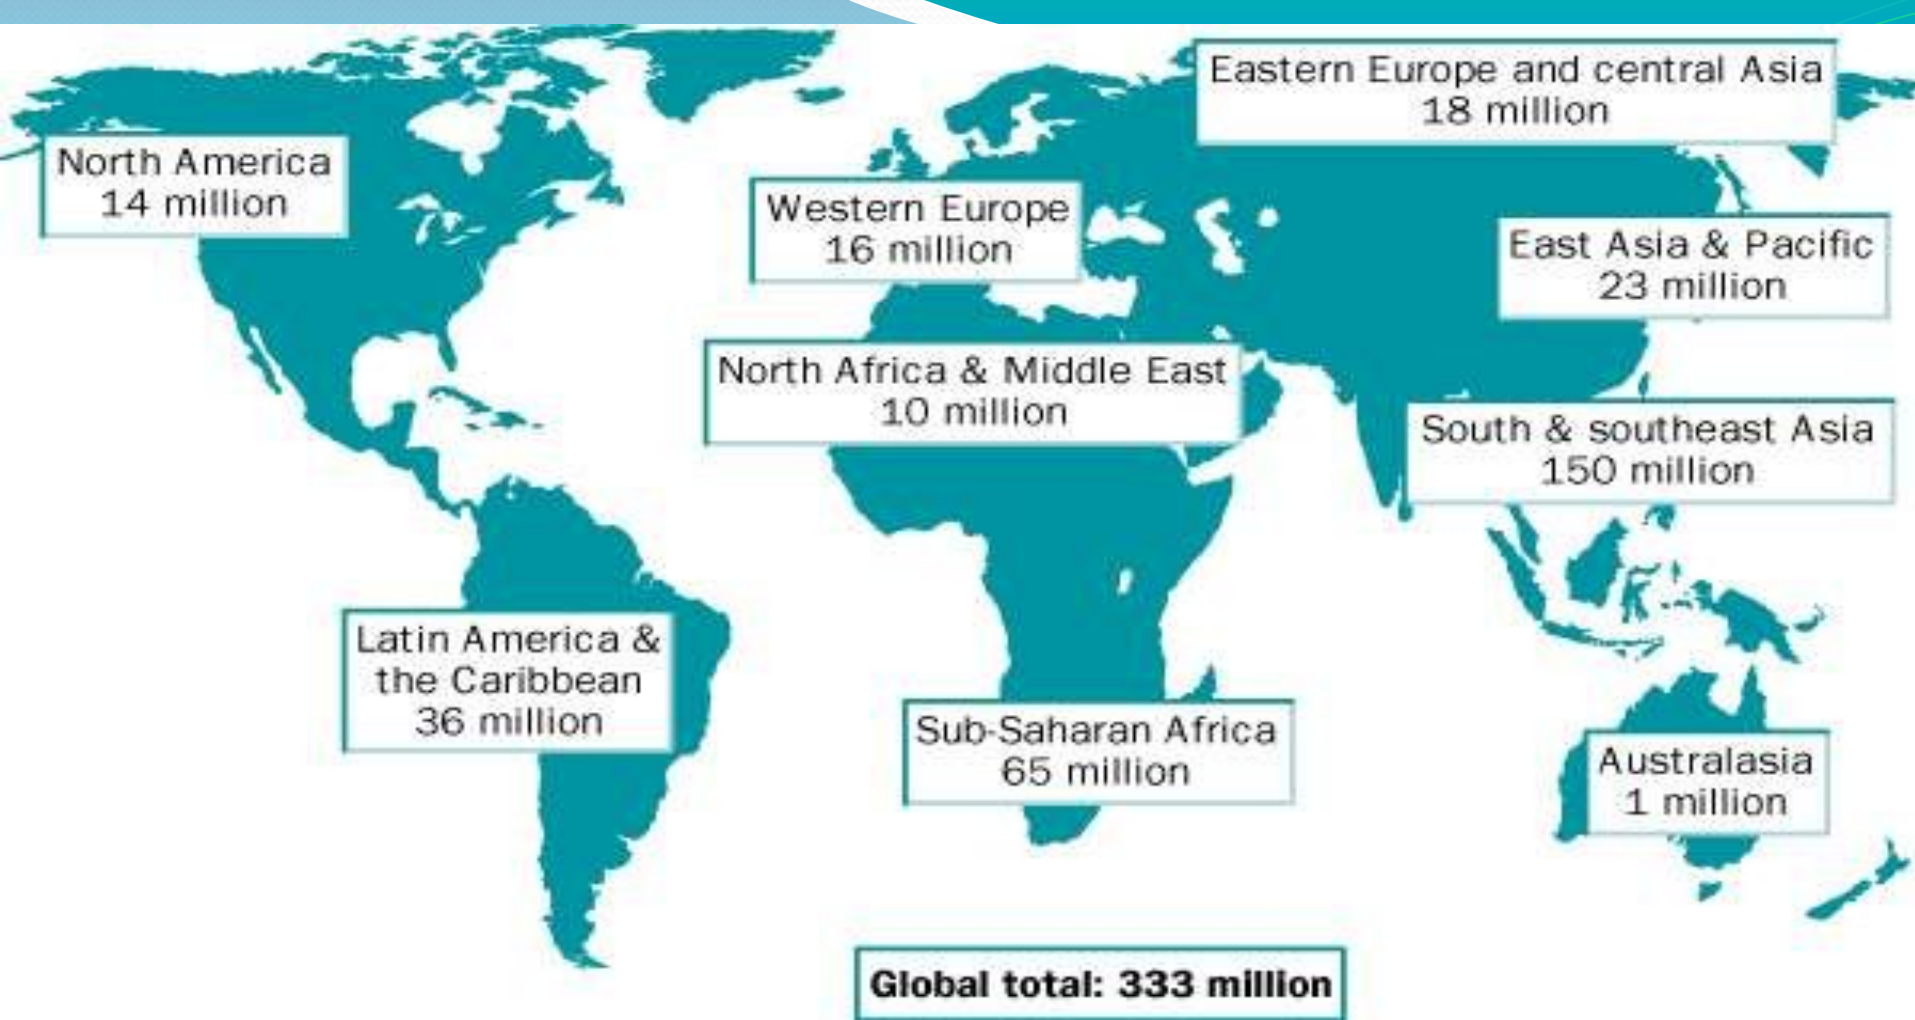 Eastern Europe and central Asia
18 million
North America
14 million
Western Europe
16 million
East Asia & Pacific
23 million
North Africa & Middle East
10 million
South & southeast Asia
150 million
Latin America &
the Caribbean
36 million
Sub-Saharan Africa
65 million
Australasia
1 million
Global total: 333 million